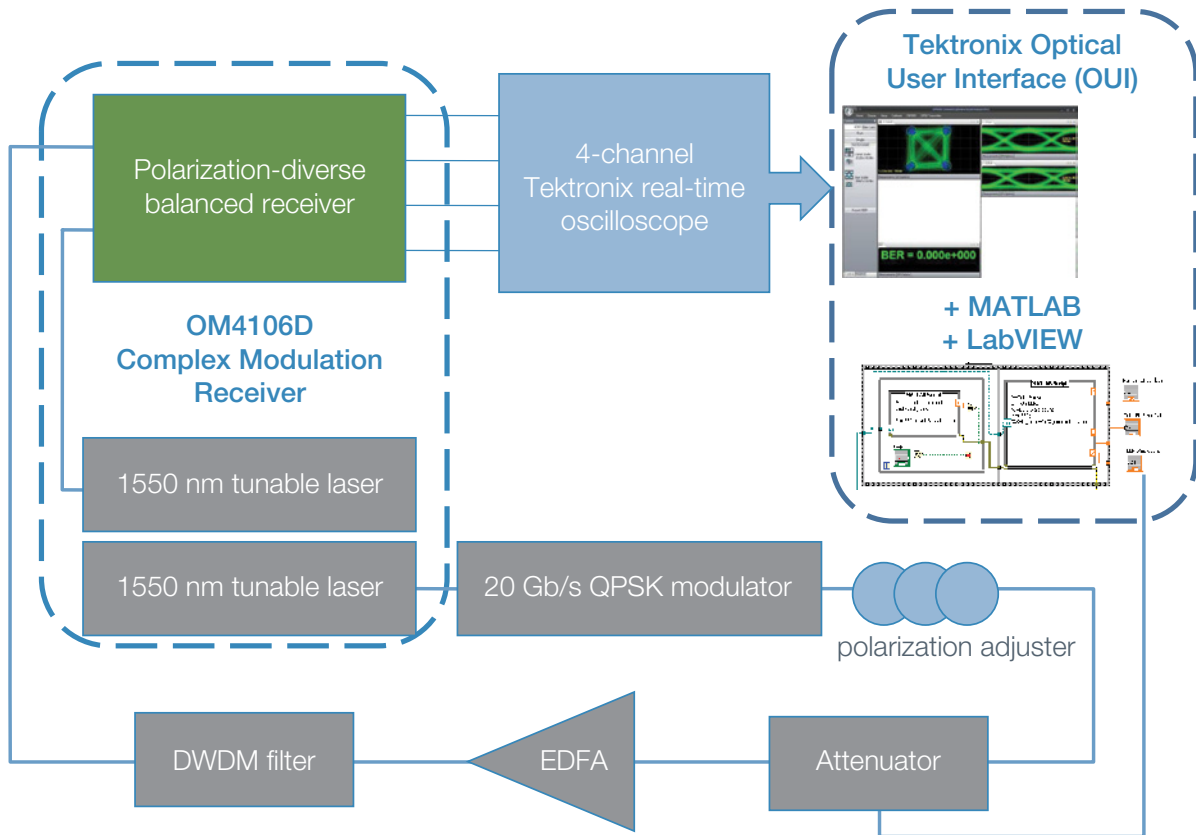 Tektronix Optical
User Interface (OUI)
Polarization-diverse
balanced receiver
4-channel
Tektronix real-time
oscilloscope
BER = 0.000e+000
OM4106D
Complex Modulation
Receiver
+ MATLAB
+ LabVIEW
1550 nm tunable laser
1550 nm tunable laser
20 Gb/s QPSK modulator
polarization adjuster
DWDM filter
EDFA
Attenuator